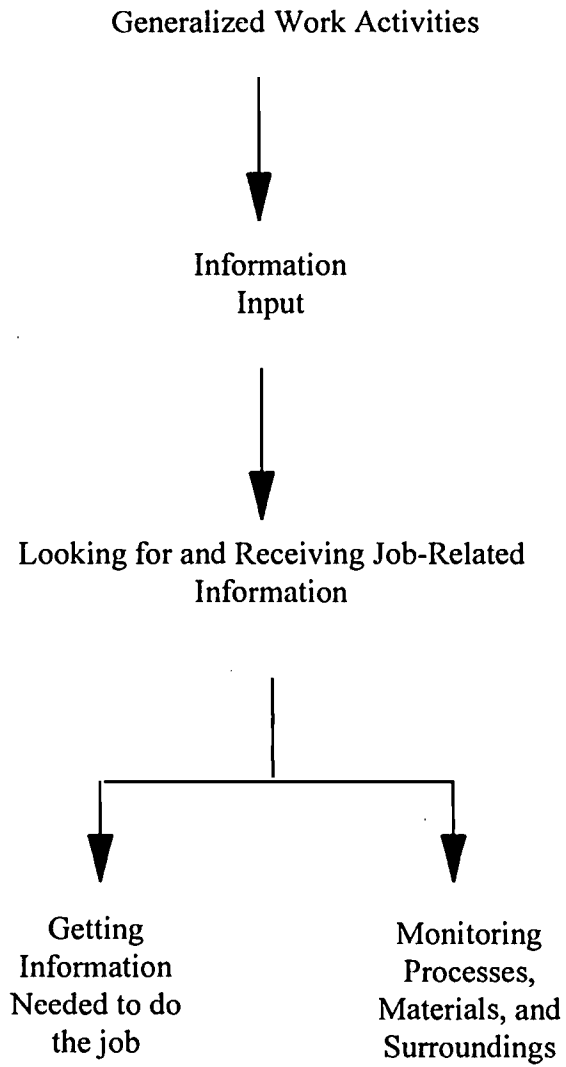 Generalized Work Activities
Information
Input
Looking for and Receiving Job-Related
Information
Getting
Information
Needed to do
the job
Monitoring
Processes,
Materials, and
Surroundings